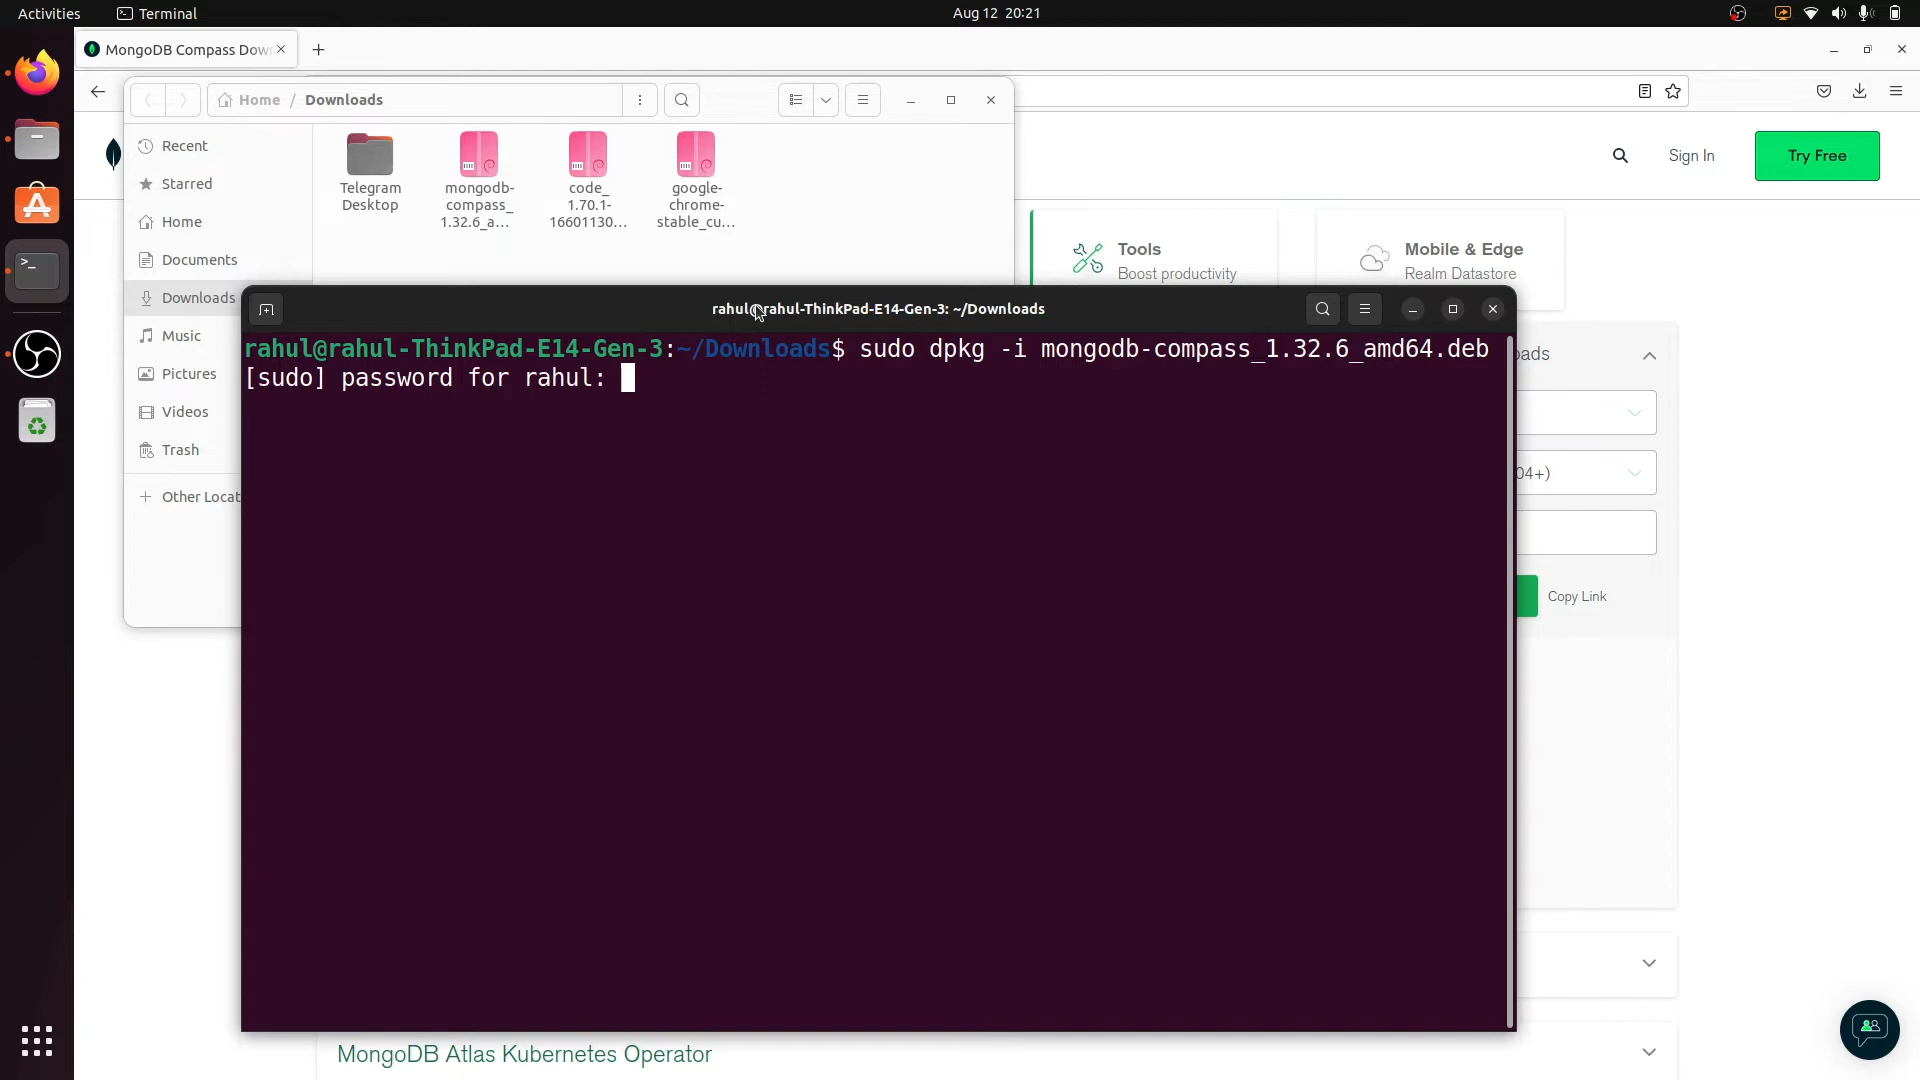 Activities
Terminal
Aug 12 20:21
MongoDB Compass Dow
Home / Downloads
Recent
Starred
Home
Documents
Downloads
Music
Pictures
Videos
Trash
+ Other Locat
Telegram
Desktop
mongodb-
compass_
1.32.6_a...
code_
1.70.1-
16601130...
google-
chrome-
stable_cu...
Sign In
Try Free
Tools
Boost productivity
Mobile & Edge
Realm Datastore
rahul@rahul-ThinkPad-E14-Gen-3: ~/Downloads
rahul@rahul-ThinkPad-E14-Gen-3:~/Downloads$ sudo dpkg -i mongodb-compass_1.32.6_amd64.deb
[sudo] password for rahul:
oads
04+)
Copy Link
MongoDB Atlas Kubernetes Operator